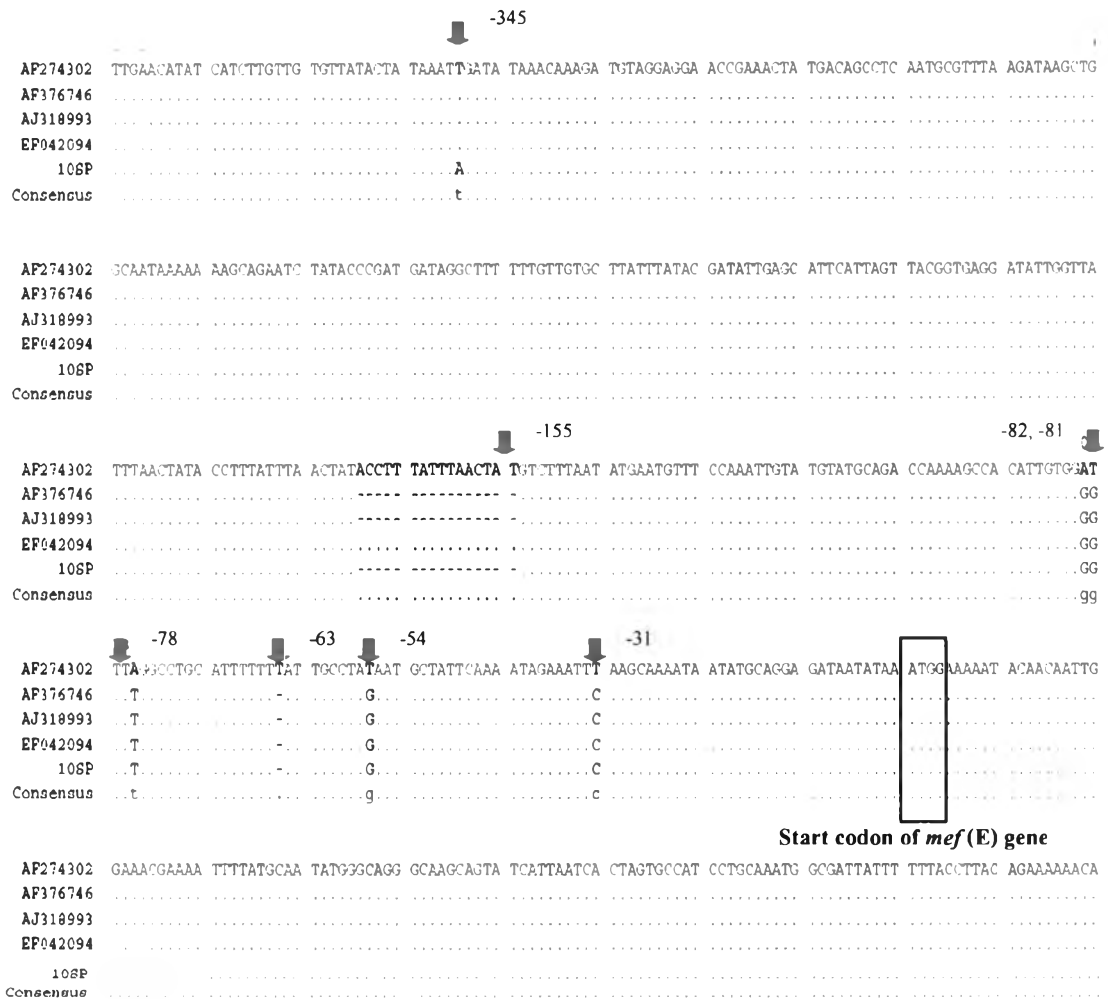 -345
AF274302 TTGAACATAT CATCTTGTTG TGTTATACTA TAAATTGATA TAAACAAAGA TGTAGGAGGA ACCGAAACTA TGACAGCCTC AATGCGTTTA AGATAAGCTG
AF376746
AJ318993
EF042094
10SP A
Consensus t
AF274302 GCAATAAAAA AAGCAGAATC TATACCCGAT GATAGGCTTT TTTGTTGTGC TTATTTATAC GATATTGAGC ATTCATTAGT TACGGTGAGG ATATTGGTTA
AF376746
AJ318993
EF042094
10SP
Consensus
-155 -82, -81
AF274302 TTTAACTATA CCTTTATTTA ACTATACCTT TATTTAACTA TGTCTTTAAT ATGAATGTTT CCAAATTGTA TGTATGCAGA CCAAAAGCCA CATTGTGGAT
AF376746 ----- ---------- - GG
AJ318993 ----- ---------- - GG
EF042094 GG
10SP ----- ---------- - GG
Consensus gg
-78 -63 -54 -31
AF274302 TTAGGCCTGC ATTTTTTTAT TGCCTATAAT GCTATTCAAA ATAGAAATTT AAGCAAAATA AATATGCAGGA GATAATATAA ATGGAAAAAT ACAACAATTG
AF376746 T - G C
AJ318993 T - G C
EF042094 T - G C
10SP T - G C
Consensus t g c
Start codon of mef (E) gene
AF274302 GAAACGAAAA TTTTATGCAA TATGGGCAGG GCAAGCAGTA TCATTAATCA CTAGTGCCAT CCTGCAAATG GCGATTATTT TTTACCTTAC AGAAAAAACA
AF376746
AJ318993
EF042094
10SP
Consensus